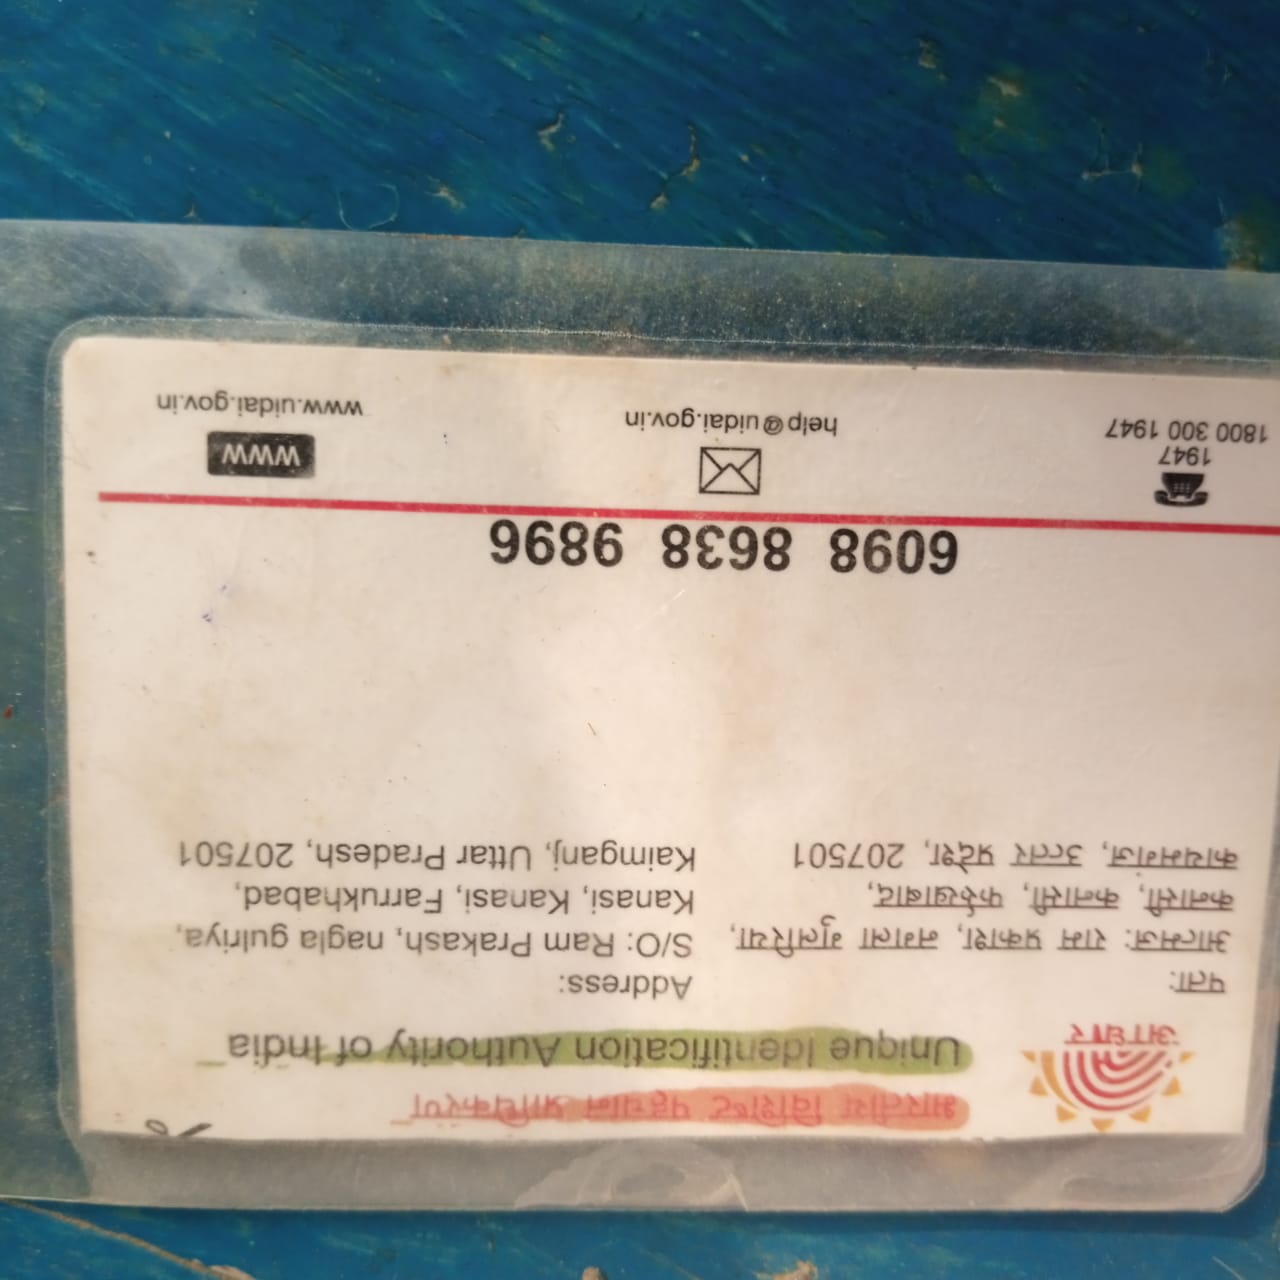 भारतीय विशिष्ट पहचान प्राधिकरण
Unique Identification Authority of India
आधार
पता:
आत्मज: राम प्रकाश, नगला गुलरिया,
कनासी, कनासी, फर्रुखाबाद,
कायमगंज, उत्तर प्रदेश, 207501
Address:
S/O: Ram Prakash, nagla gulriya,
Kanasi, Kanasi, Farrukhabad,
Kaimganj, Uttar Pradesh, 207501
6098 8638 9896
1947
1800 300 1947
help@uidai.gov.in
WWW
www.uidai.gov.in